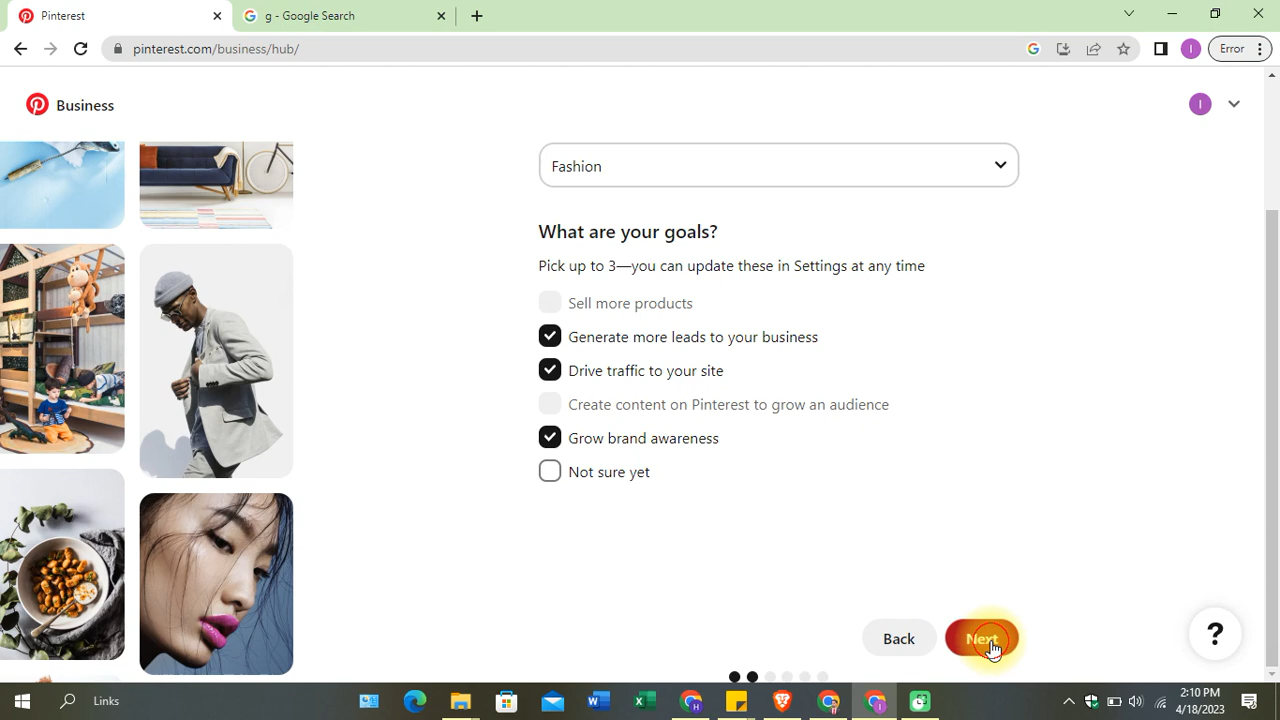 Pinterest
g - Google Search
pinterest.com/business/hub/
I
Error
Business
I
Fashion
What are your goals?
Pick up to 3—you can update these in Settings at any time
Sell more products
Generate more leads to your business
Drive traffic to your site
Create content on Pinterest to grow an audience
Grow brand awareness
Not sure yet
Back
Next
?
Links
2:10 PM
4/18/2023